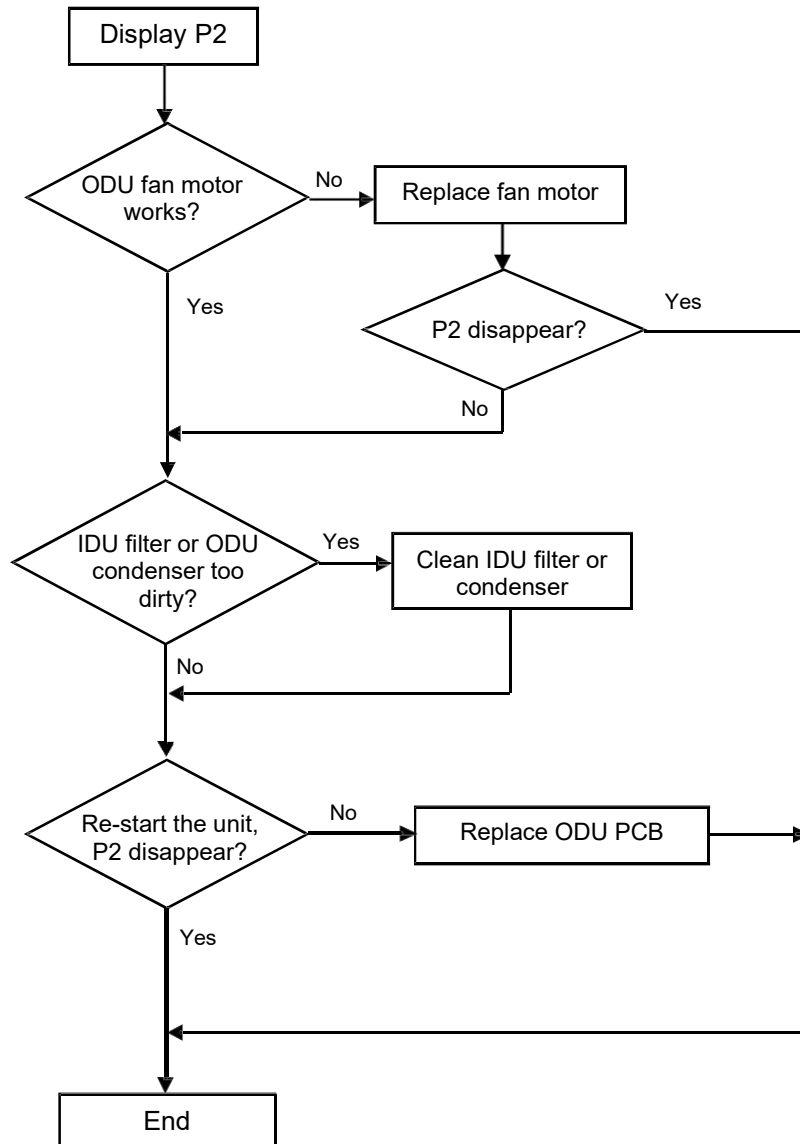 Display P2
ODU fan motor
works?
No
Replace fan motor
Yes
P2 disappear?
Yes
No
IDU filter or ODU
condenser too
dirty?
Yes
Clean IDU filter or
condenser
No
Re-start the unit,
P2 disappear?
No
Replace ODU PCB
Yes
End